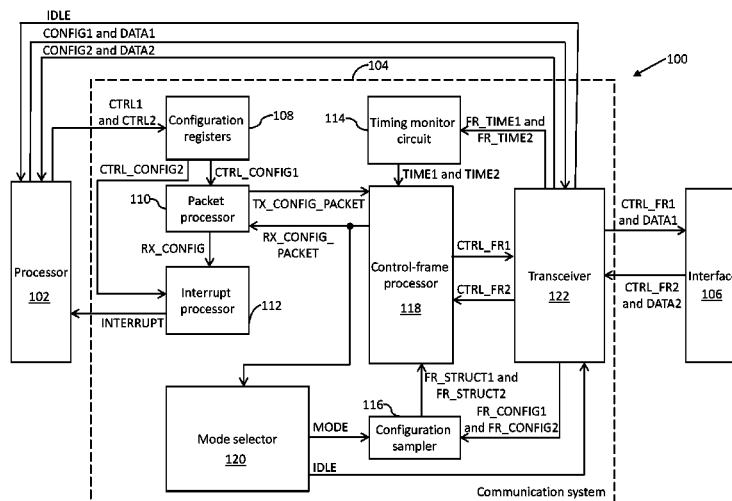 IDLE
CONFIG1 and DATA1
CONFIG2 and DATA2
104
100
CTRL1
and CTRL2
Configuration
registers
108
114
Timing monitor
circuit
FR_TIME1 and
FR_TIME2
CTRL_CONFIG2
CTRL_CONFIG1
TIME1 and TIME2
110
Packet
processor
TX_CONFIG_PACKET
RX_CONFIG_
PACKET
RX_CONFIG
Processor
102
Interrupt
processor
112
INTERRUPT
Control-frame
processor
118
CTRL_FR1
CTRL_FR2
Transceiver
122
CTRL_FR1
and DATA1
CTRL_FR2
and DATA2
Interface
106
FR_STRUCT1 and
FR_STRUCT2
116
Mode selector
120
MODE
Configuration
sampler
FR_CONFIG1
and FR_CONFIG2
IDLE
Communication system